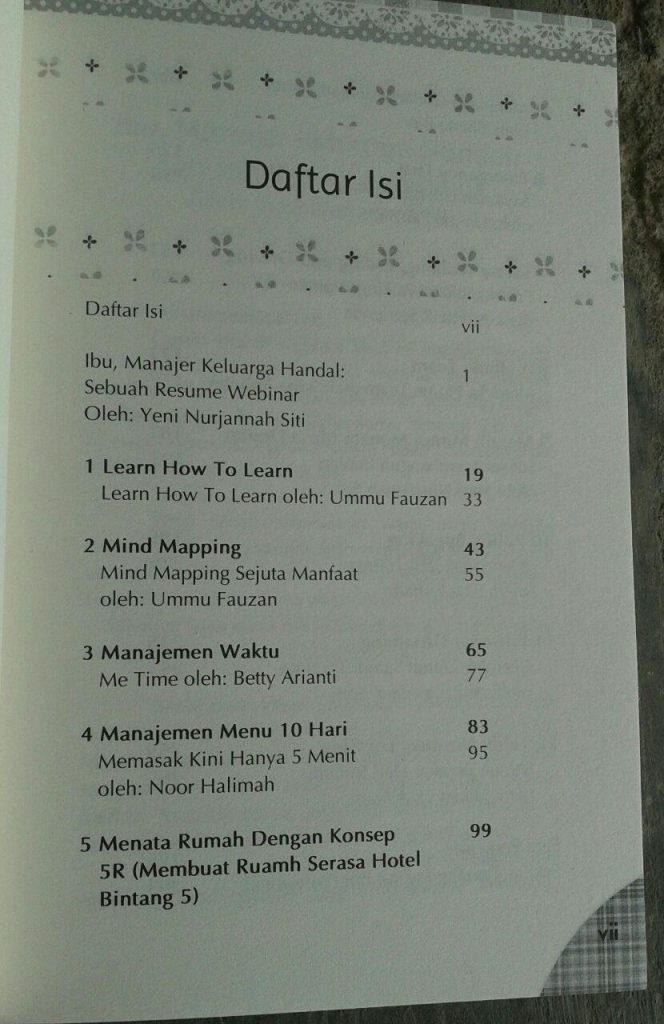 Daftar Isi
Daftar Isi vii
Ibu, Manajer Keluarga Handal: 1
Sebuah Resume Webinar
Oleh: Yeni Nurjannah Siti
1 Learn How To Learn 19
Learn How To Learn oleh: Ummu Fauzan 33
2 Mind Mapping 43
Mind Mapping Sejuta Manfaat 55
oleh: Ummu Fauzan
3 Manajemen Waktu 65
Me Time oleh: Betty Arianti 77
4 Manajemen Menu 10 Hari 83
Memasak Kini Hanya 5 Menit 95
oleh: Noor Halimah
5 Menata Rumah Dengan Konsep 99
5R (Membuat Ruamh Serasa Hotel
Bintang 5)
vii